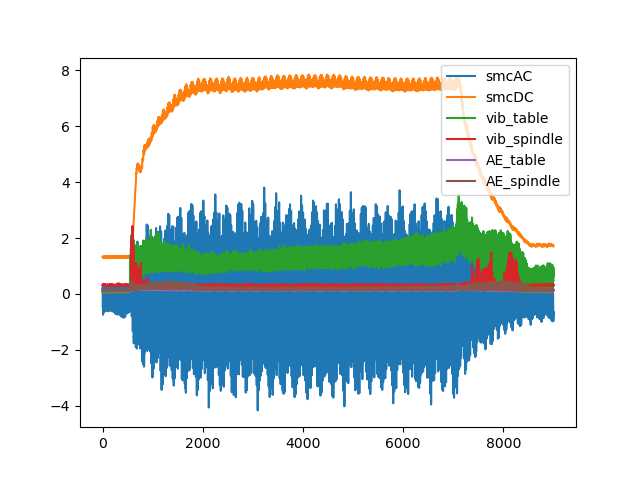 8
6
4
2
0
−2
−4
0
2000
4000
6000
8000
smcAC
smcDC
vib_table
vib_spindle
AE_table
AE_spindle